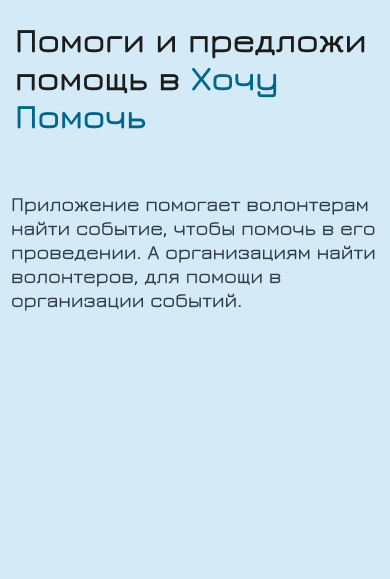 Помоги и предложи
помощь в Хочу
Помочь
Приложение помогает волонтерам
найти событие, чтобы помочь в его
проведении. А организациям найти
волонтеров, для помощи в
организации событий.